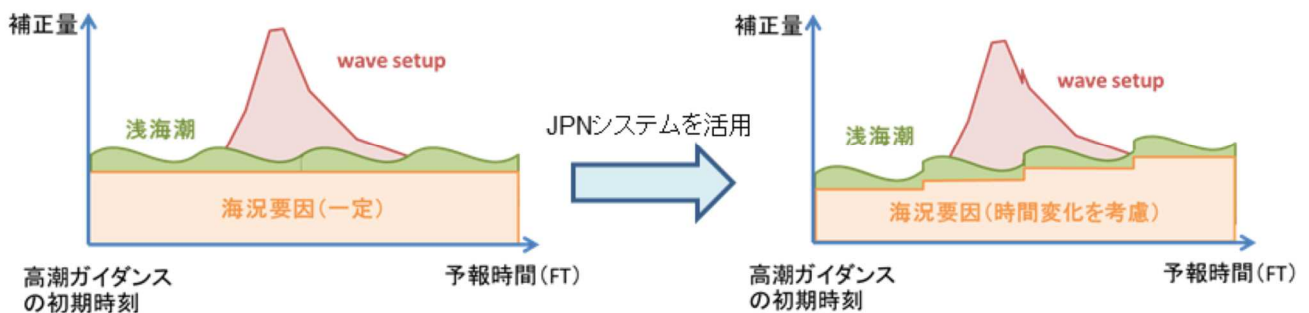 補正量
wave setup
浅海潮
海況要因(一定)
高潮ガイダンス
の初期時刻
予報時間(FT)
JPNシステムを活用
補正量
wave setup
浅海潮
海況要因(時間変化を考慮)
高潮ガイダンス
の初期時刻
予報時間(FT)